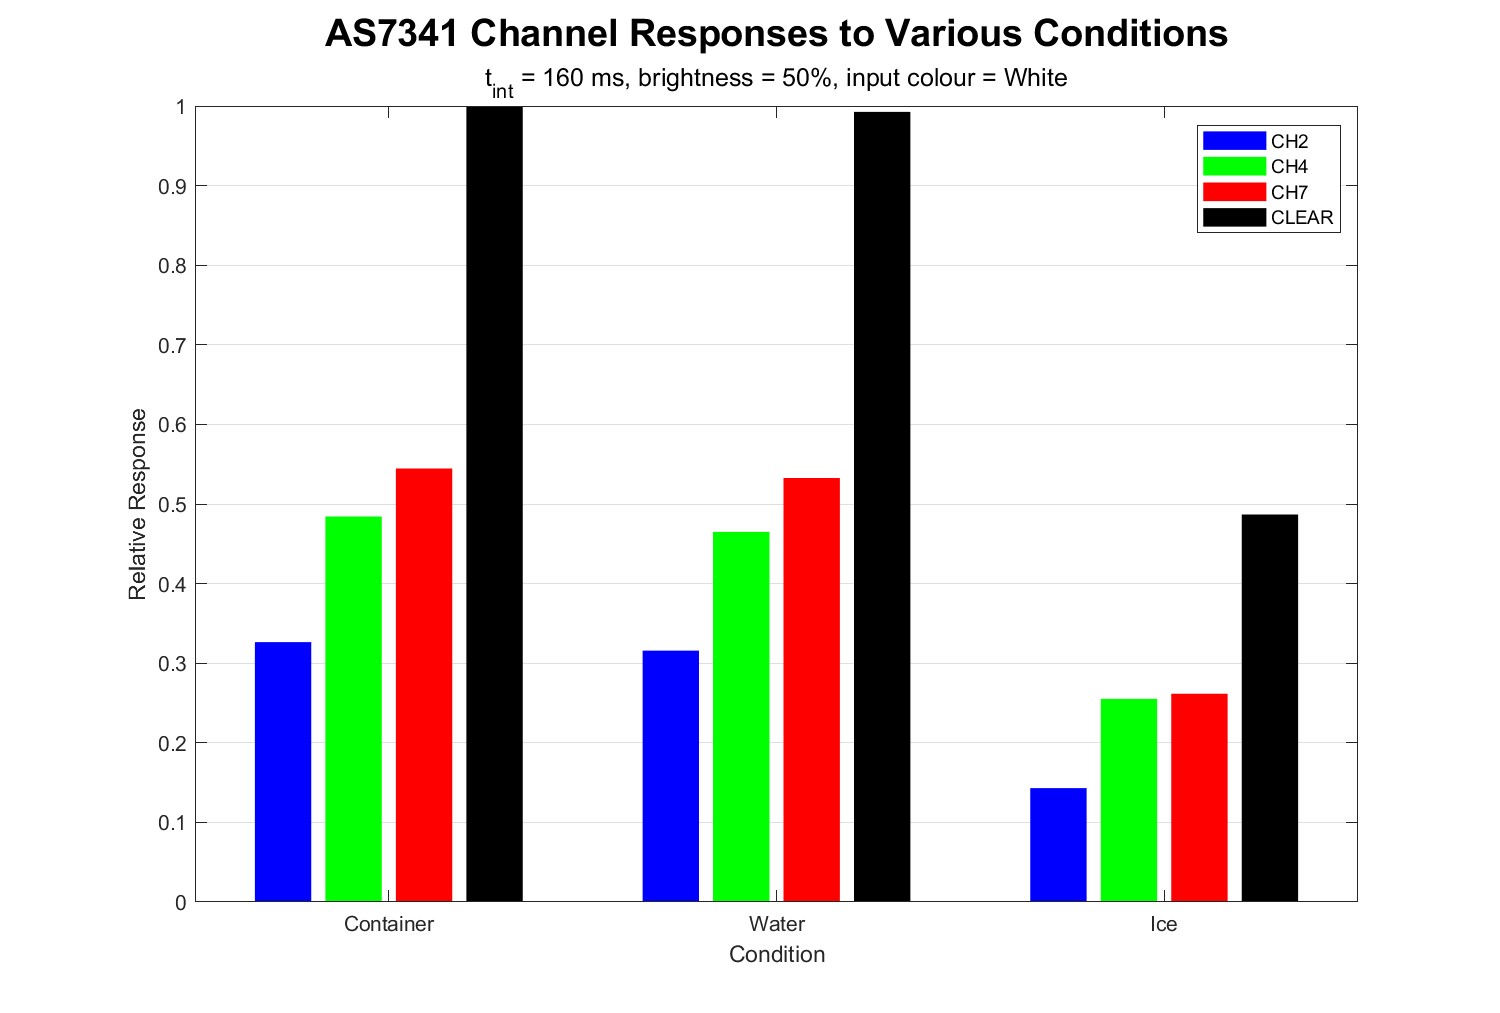 AS7341 Channel Responses to Various Conditions
t_int = 160 ms, brightness = 50%, input colour = White
1
0.9
0.8
0.7
0.6
0.5
0.4
0.3
0.2
0.1
0
Relative Response
CH2
CH4
CH7
CLEAR
Container Water Ice
Condition